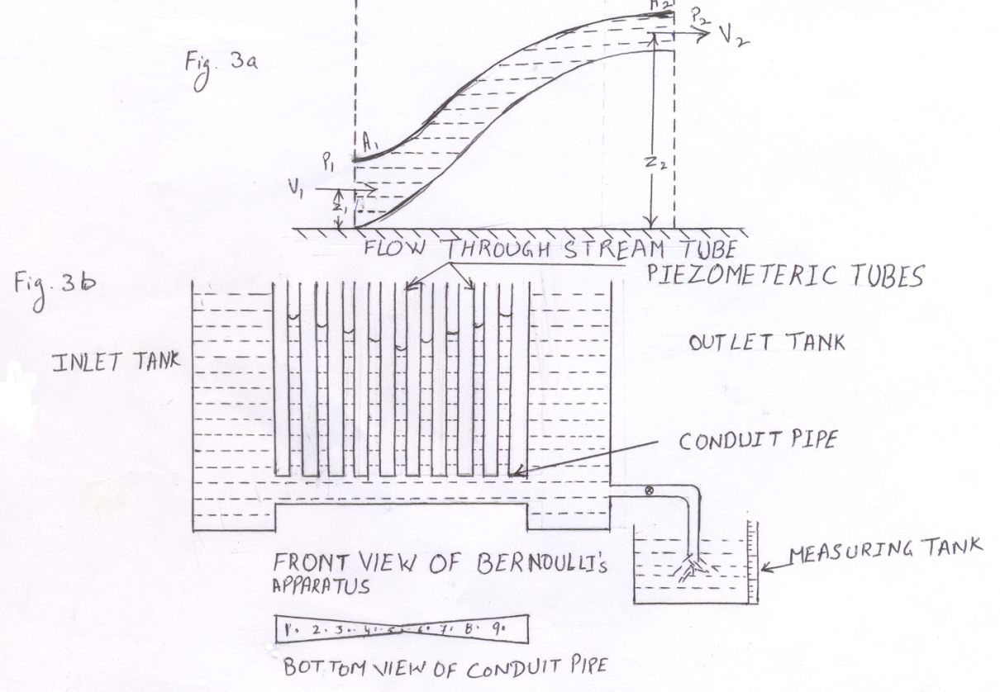 A2
P2
V2
Fig. 3a
A1
P1
V1
Z1
Z2
FLOW THROUGH STREAM TUBE
Fig. 3b
PIEZOMETERIC TUBES
INLET TANK
OUTLET TANK
CONDUIT PIPE
MEASURING TANK
FRONT VIEW OF BERNOULLI's
APPARATUS
1. 2. 3. 4. 5. 6. 7. 8. 9.
BOTTOM VIEW OF CONDUIT PIPE